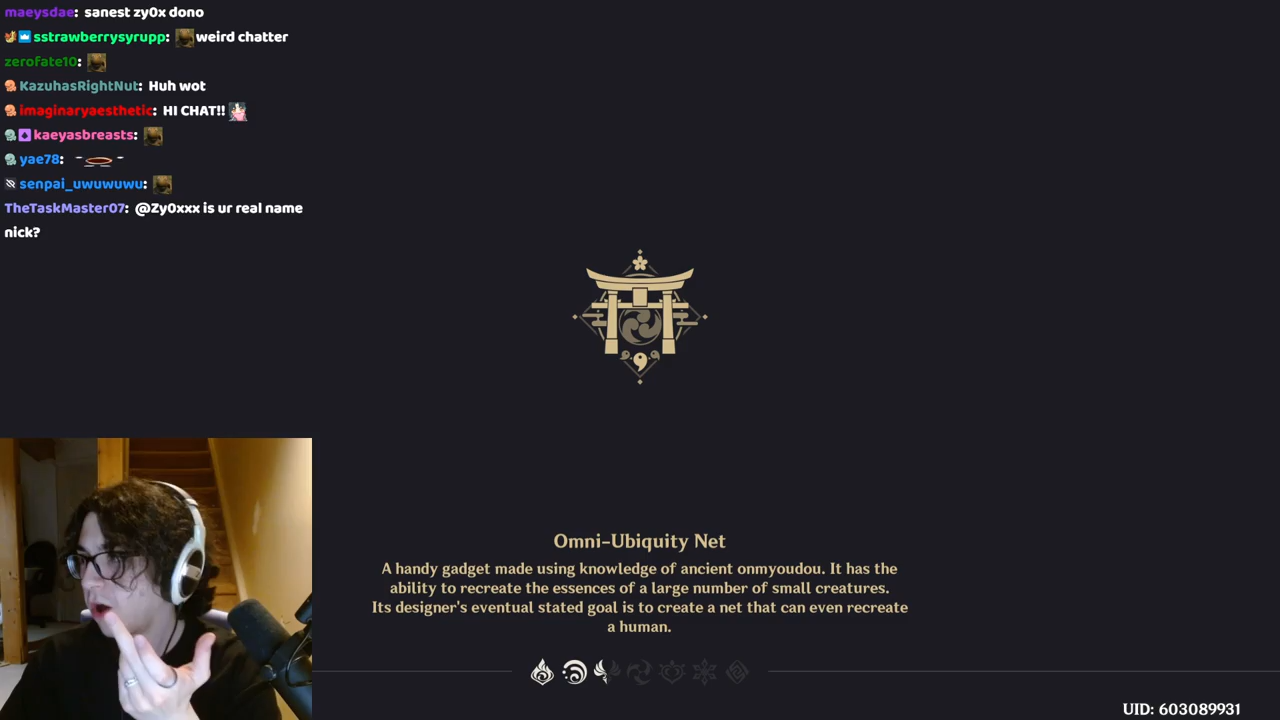 maeysdae: sanest zy0x dono
sstrawberrysyrupp: weird chatter
zerofate10:
KazuhasRightNut: Huh wot
imaginaryaesthetic: HI CHAT!!
kaeyasbreasts:
yae78:
senpai_uwuwuwu:
TheTaskMaster07: @Zy0xxx is ur real name
nick?
Omni-Ubiquity Net
A handy gadget made using knowledge of ancient onmyoudou. It has the
ability to recreate the essences of a large number of small creatures.
Its designer's eventual stated goal is to create a net that can even recreate
a human.
UID: 603089931